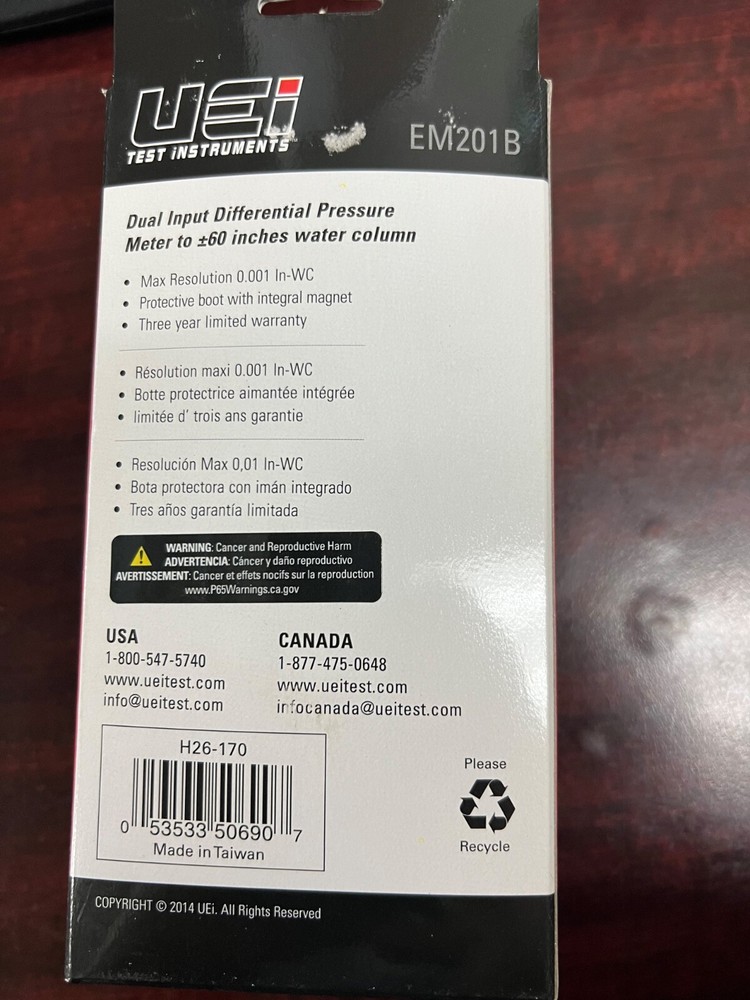 UEi
TEST INSTRUMENTS™
EM201B
Dual Input Differential Pressure
Meter to ±60 inches water column
• Max Resolution 0.001 In-WC
• Protective boot with integral magnet
• Three year limited warranty
• Résolution maxi 0.001 In-WC
• Botte protectrice aimantée intégrée
• limitée d' trois ans garantie
• Resolución Max 0,01 In-WC
• Bota protectora con imán integrado
• Tres años garantía limitada
WARNING: Cancer and Reproductive Harm
ADVERTENCIA: Cáncer y daño reproductivo
AVERTISSEMENT: Cancer et effets nocifs sur la reproduction
www.P65Warnings.ca.gov
USA
1-800-547-5740
www.ueitest.com
info@ueitest.com
CANADA
1-877-475-0648
www.ueitest.com
infocanada@ueitest.com
H26-170
0 53533 50690 7
Made in Taiwan
Please
Recycle
COPYRIGHT © 2014 UEi. All Rights Reserved